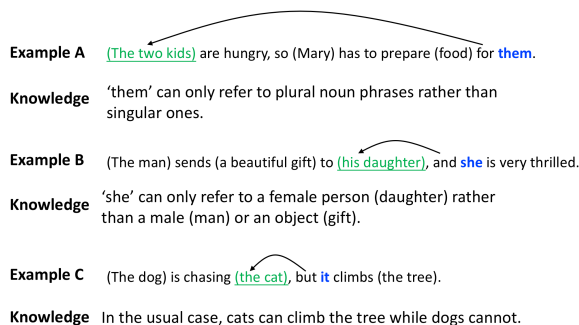 Example A (The two kids) are hungry, so (Mary) has to prepare (food) for them.
Knowledge ‘them’ can only refer to plural noun phrases rather than
singular ones.
Example B (The man) sends (a beautiful gift) to (his daughter), and she is very thrilled.
Knowledge ‘she’ can only refer to a female person (daughter) rather
than a male (man) or an object (gift).
Example C (The dog) is chasing (the cat), but it climbs (the tree).
Knowledge In the usual case, cats can climb the tree while dogs cannot.